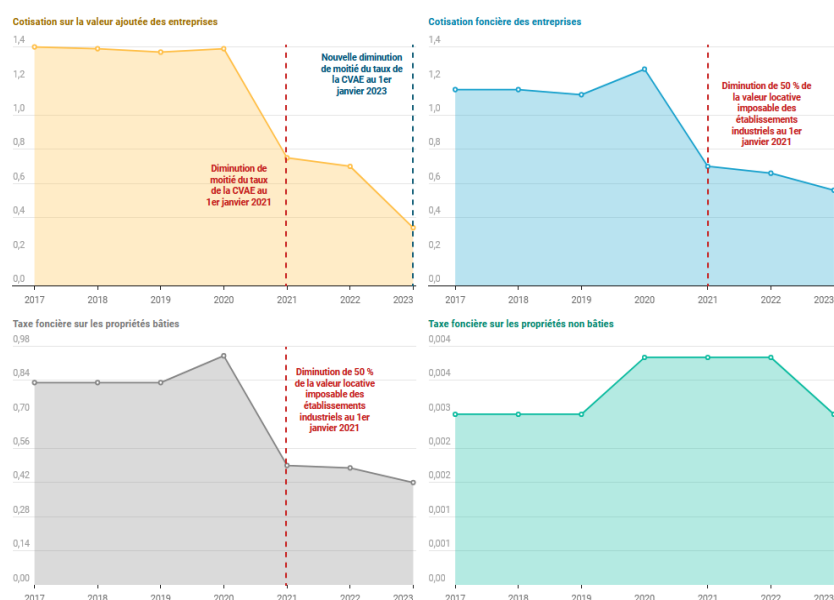 Cotisation sur la valeur ajoutée des entreprises
1,4
1,2
1,0
0,8
0,6
0,4
0,2
0,0
Nouvelle diminution
de moitié du taux de
la CVAE au 1er
janvier 2023
Diminution de
moitié du taux
de la CVAE au
1er janvier 2021
2017 2018 2019 2020 2021 2022 2023
Cotisation foncière des entreprises
1,4
1,2
1,0
0,8
0,6
0,4
0,2
0,0
Diminution de 50 % de
la valeur locative
imposable des
établissements
industriels au 1er
janvier 2021
2017 2018 2019 2020 2021 2022 2023
Taxe foncière sur les propriétés bâties
0,98
0,84
0,70
0,56
0,42
0,28
0,14
0,00
Diminution de 50 %
de la valeur locative
imposable des
établissements
industriels au 1er
janvier 2021
2017 2018 2019 2020 2021 2022 2023
Taxe foncière sur les propriétés non bâties
0,004
0,004
0,003
0,002
0,002
0,001
0,001
0,00
2017 2018 2019 2020 2021 2022 2023